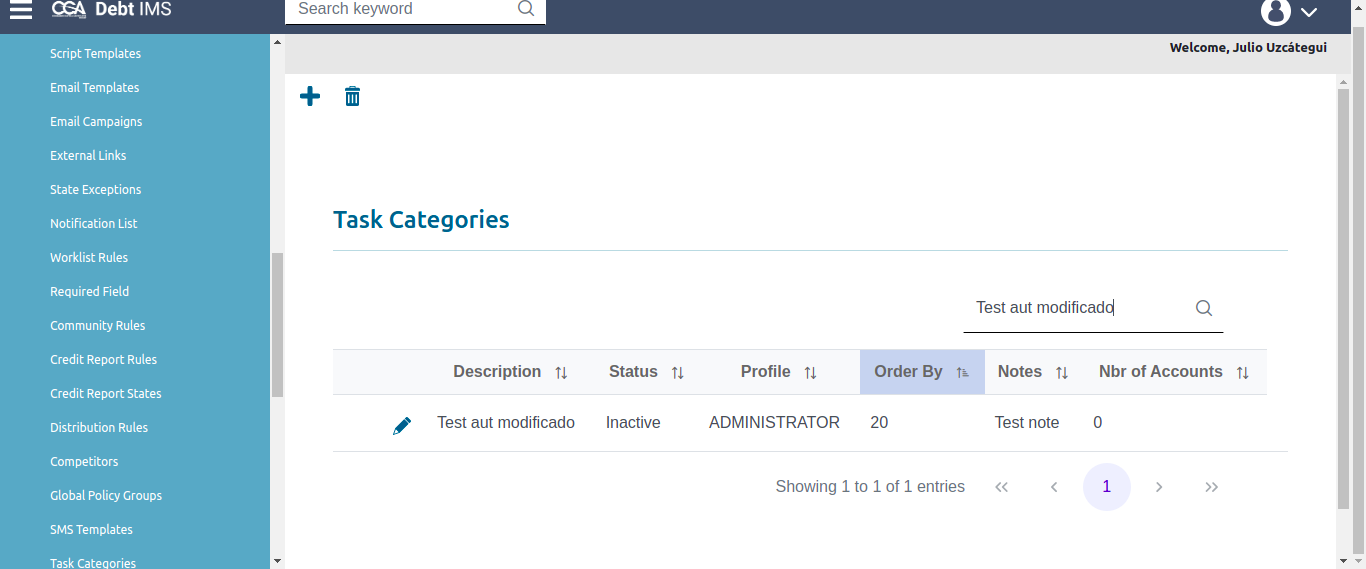 CGA Debt IMS
Search keyword
Welcome, Julio Uzcátegui
Script Templates
Email Templates
Email Campaigns
External Links
State Exceptions
Notification List
Worklist Rules
Required Field
Community Rules
Credit Report Rules
Credit Report States
Distribution Rules
Competitors
Global Policy Groups
SMS Templates
Task Categories
Task Categories
Test aut modificado
Description Status Profile Order By Notes Nbr of Accounts
Test aut modificado Inactive ADMINISTRATOR 20 Test note 0
Showing 1 to 1 of 1 entries « ‹ 1 › »